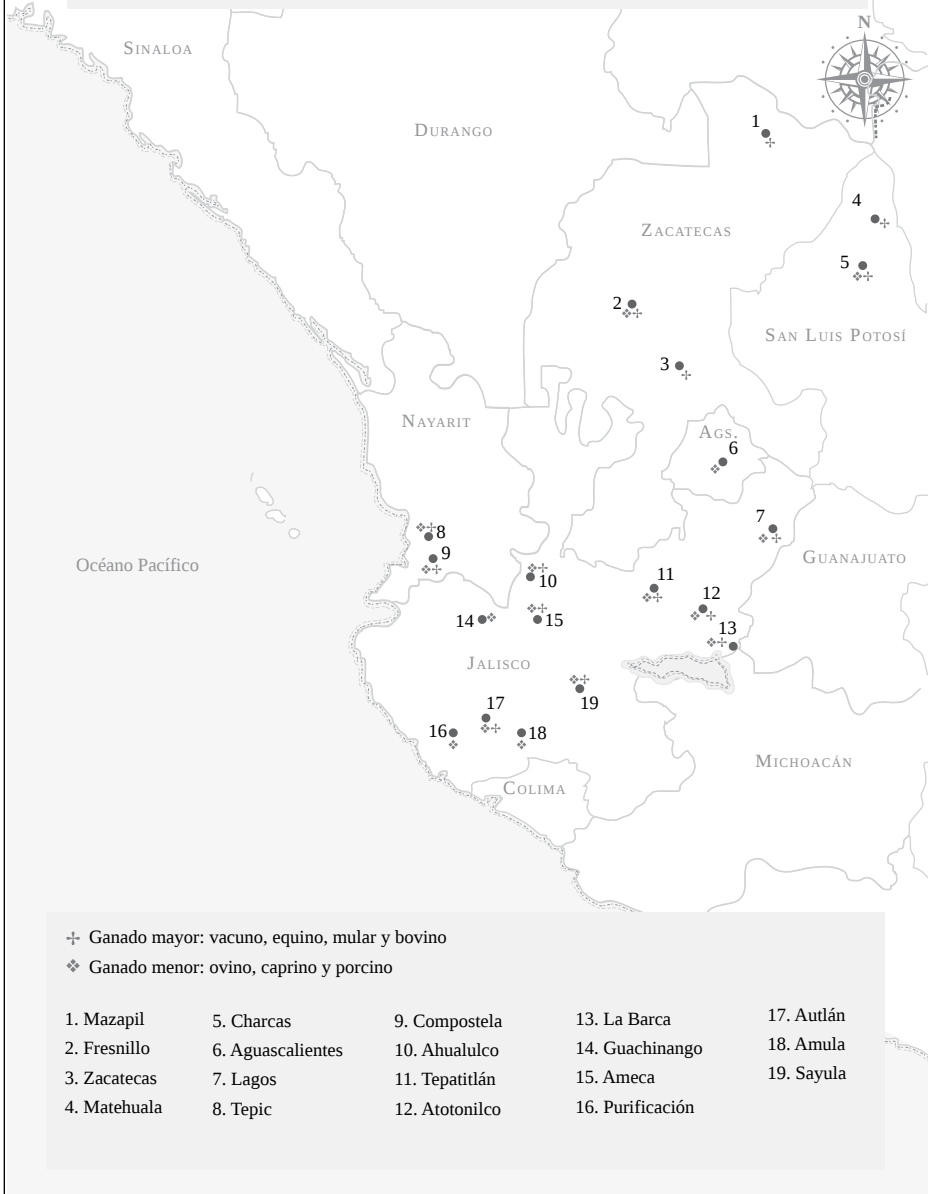 N
SINALOA
DURANGO
1
4
ZACATECAS
5
2
SAN LUIS POTOSÍ
3
NAYARIT
AGS.
6
7
8
9
GUANAJUATO
Océano Pacífico
10
11
12
14
15
13
JALISCO
17
19
16
18
MICHOACÁN
COLIMA
Ganado mayor: vacuno, equino, mular y bovino
Ganado menor: ovino, caprino y porcino
1. Mazapil
2. Fresnillo
3. Zacatecas
4. Matehuala
5. Charcas
6. Aguascalientes
7. Lagos
8. Tepic
9. Compostela
10. Ahualulco
11. Tepatitlán
12. Atotonilco
13. La Barca
14. Guachinango
15. Ameca
16. Purificación
17. Autlán
18. Amula
19. Sayula